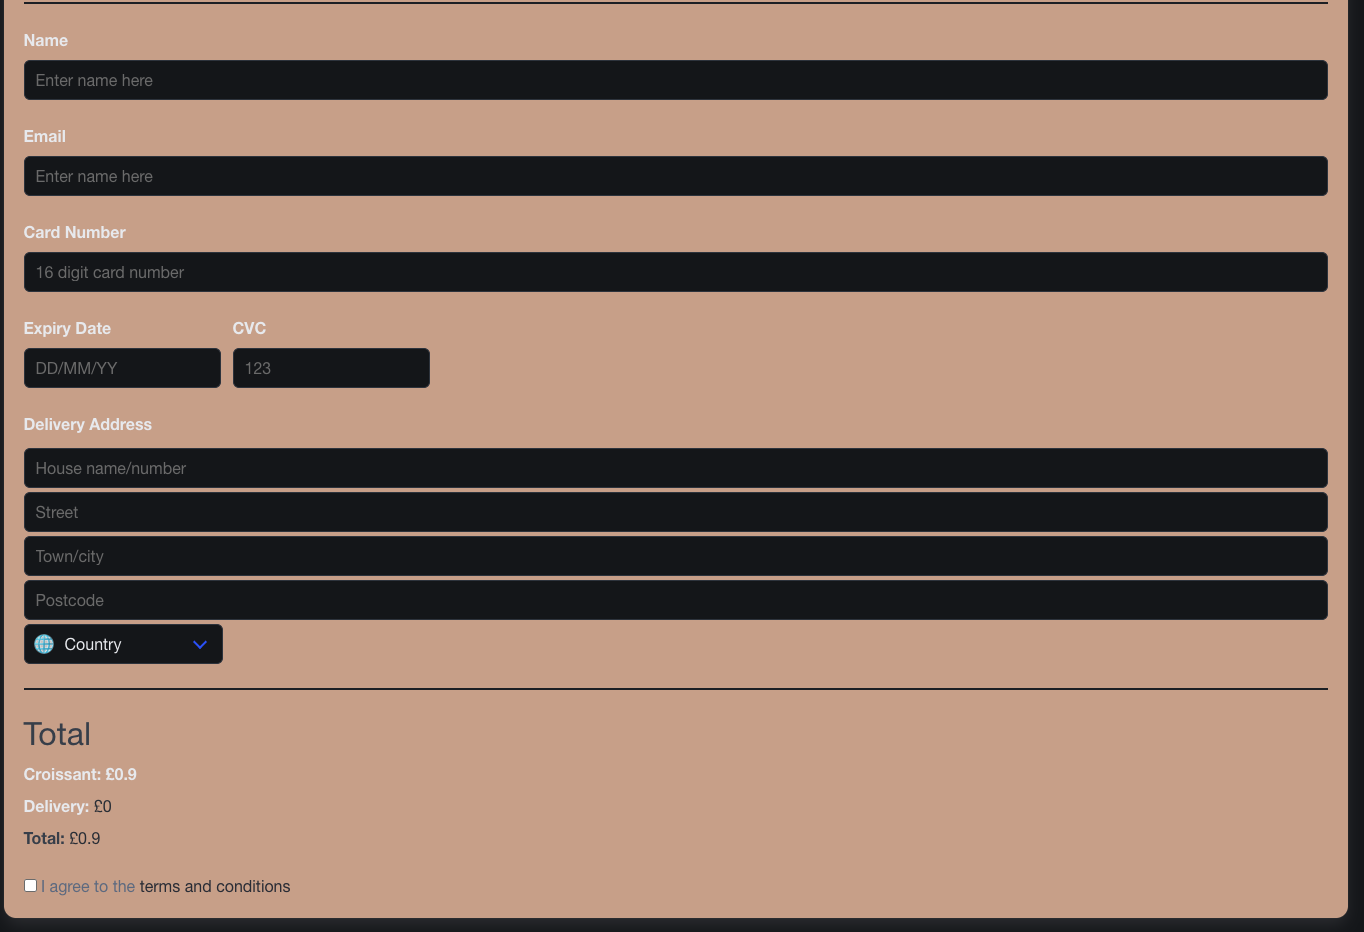 Name
Enter name here
Email
Enter name here
Card Number
16 digit card number
Expiry Date CVC
DD/MM/YY 123
Delivery Address
House name/number
Street
Town/city
Postcode
Country
Total
Croissant: £0.9
Delivery: £0
Total: £0.9
I agree to the terms and conditions